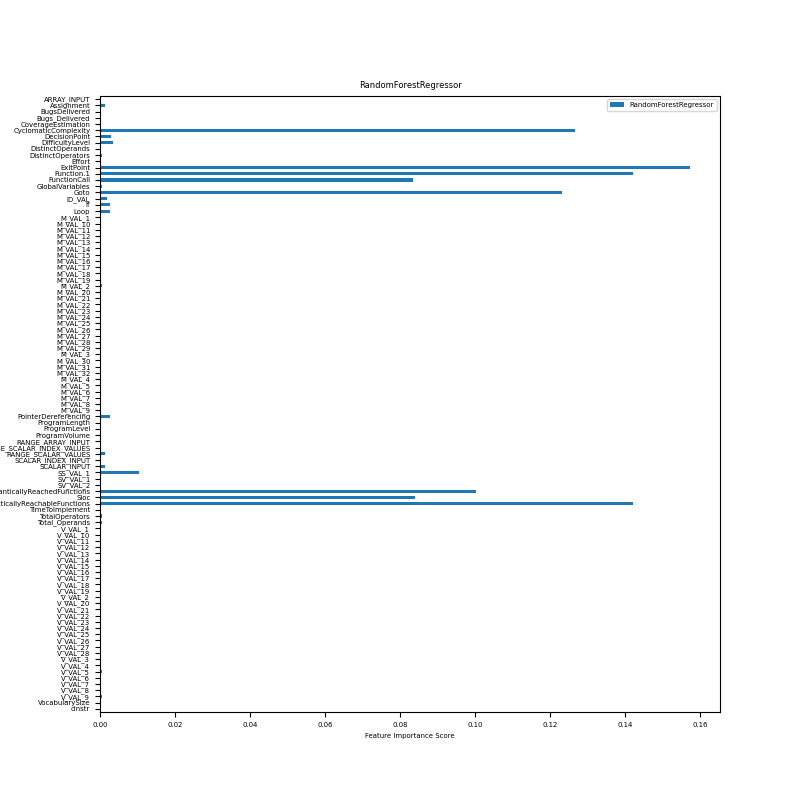 RandomForestRegressor
RandomForestRegressor
ARRAY_INPUT
Assignment
BugsDelivered
Bugs_Delivered
CoverageEstimation
CyclomaticComplexity
DecisionPoint
DifficultyLevel
DistinctOperands
DistinctOperators
Effort
ExitPoint
Function.1
FunctionCall
GlobalVariables
Goto
ID_VAL
If
Loop
M_VAL_1
M_VAL_10
M_VAL_11
M_VAL_12
M_VAL_13
M_VAL_14
M_VAL_15
M_VAL_16
M_VAL_17
M_VAL_18
M_VAL_19
M_VAL_2
M_VAL_20
M_VAL_21
M_VAL_22
M_VAL_23
M_VAL_24
M_VAL_25
M_VAL_26
M_VAL_27
M_VAL_28
M_VAL_29
M_VAL_3
M_VAL_30
M_VAL_31
M_VAL_32
M_VAL_4
M_VAL_5
M_VAL_6
M_VAL_7
M_VAL_8
M_VAL_9
PointerDereferencing
ProgramLength
ProgramLevel
ProgramVolume
RANGE_ARRAY_INPUT
E_SCALAR_INDEX_VALUES
RANGE_SCALAR_VALUES
SCALAR_INDEX_INPUT
SCALAR_INPUT
SS_VAL_1
SV_VAL_1
SV_VAL_2
anticallyReachedFunctions
Sloc
ticallyReachableFunctions
TimeToImplement
TotalOperators
Total_Operands
V_VAL_1
V_VAL_10
V_VAL_11
V_VAL_12
V_VAL_13
V_VAL_14
V_VAL_15
V_VAL_16
V_VAL_17
V_VAL_18
V_VAL_19
V_VAL_2
V_VAL_20
V_VAL_21
V_VAL_22
V_VAL_23
V_VAL_24
V_VAL_25
V_VAL_26
V_VAL_27
V_VAL_28
V_VAL_3
V_VAL_4
V_VAL_5
V_VAL_6
V_VAL_7
V_VAL_8
V_VAL_9
VocabularySize
cinstr
0.00 0.02 0.04 0.06 0.08 0.10 0.12 0.14 0.16
Feature Importance Score